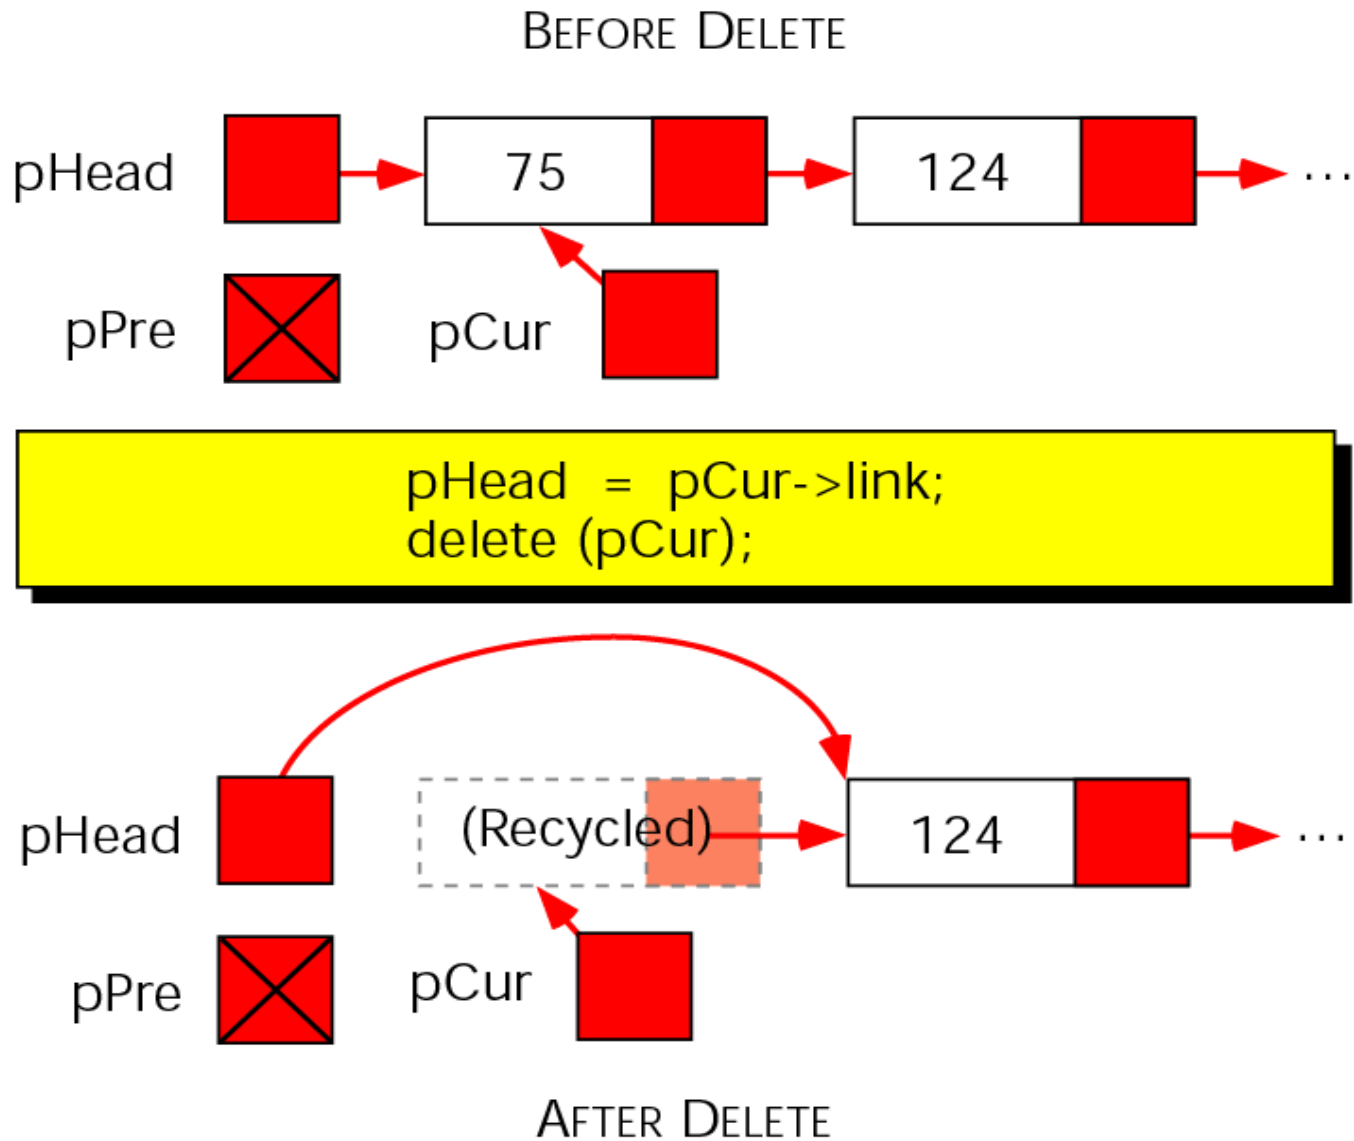 BEFORE DELETE
pHead 75 124 ...
pPre pCur
pHead = pCur->link;
delete (pCur);
pHead (Recycled) 124 ...
pPre pCur
AFTER DELETE